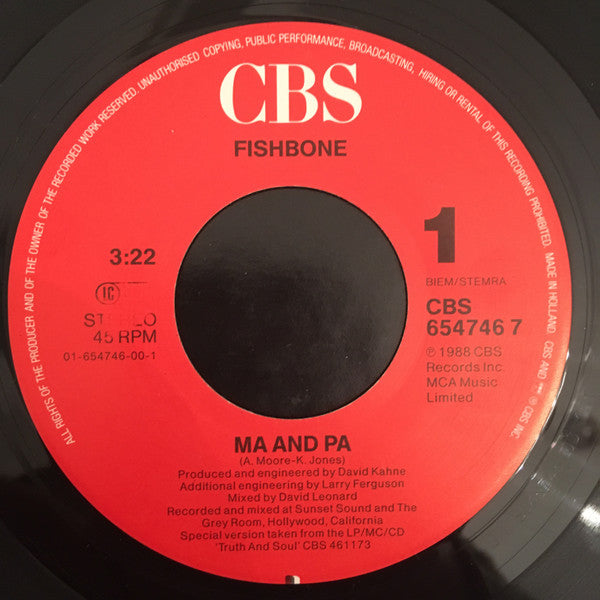 ALL RIGHTS OF THE PRODUCER AND OF THE OWNER OF THE RECORDED WORK RESERVED. UNAUTHORISED COPYING, PUBLIC PERFORMANCE, BROADCASTING, HIRING OR RENTAL OF THIS RECORDING PROHIBITED. MADE IN HOLLAND. CBS AND ℗ ® CBS INC.
CBS
FISHBONE
3:22
1
IC
BIEM/STEMRA
STEREO
CBS
45 RPM
654746 7
01-654746-00-1
℗ 1988 CBS
Records Inc.
MCA Music
Limited
MA AND PA
(A. Moore-K. Jones)
Produced and engineered by David Kahne
Additional engineering by Larry Ferguson
Mixed by David Leonard
Recorded and mixed at Sunset Sound and The
Grey Room, Hollywood, California
Special version taken from the LP/MC/CD
'Truth And Soul' CBS 461173